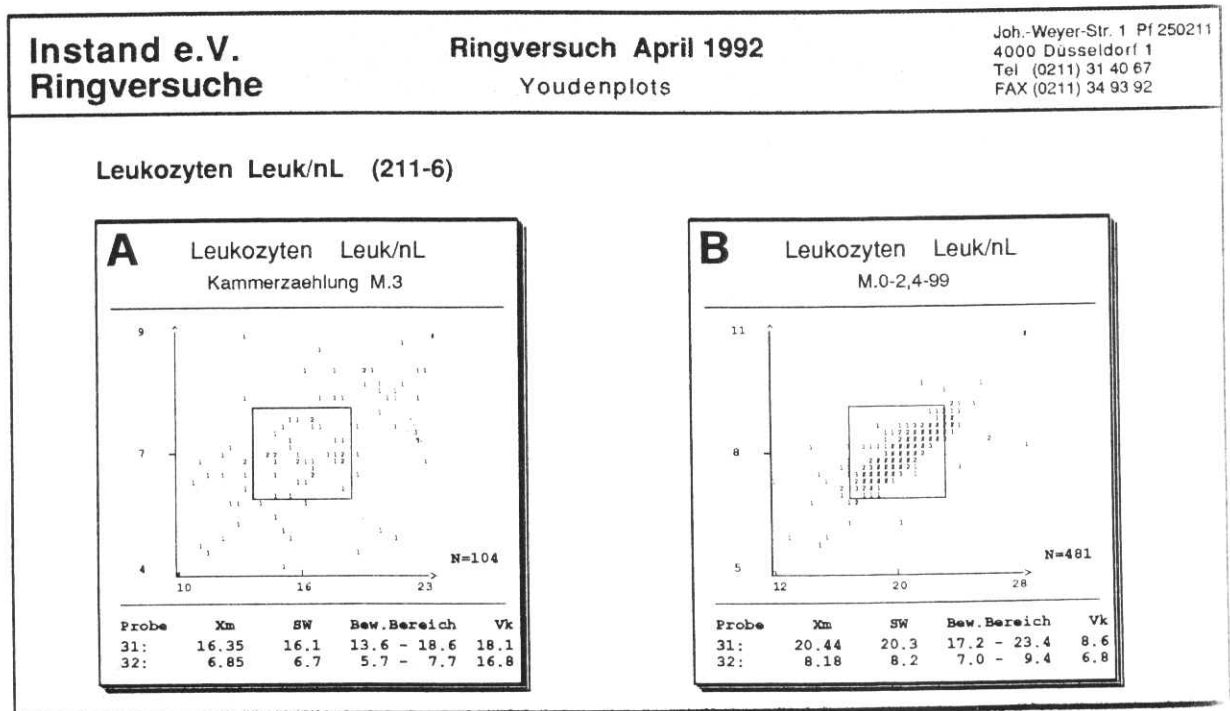 Instand e.V.
Ringversuche
Ringversuch April 1992
Youdenplots
Joh.-Weyer-Str. 1 Pf 250211
4000 Düsseldorf 1
Tel (0211) 31 40 67
FAX (0211) 34 93 92
Leukozyten Leuk/nL (211-6)
A
Leukozyten Leuk/nL
Kammerzaehlung M.3
9
7
4
10 16 23
N=104
Probe Xm SW Bew.Bereich Vk
31: 16.35 16.1 13.6 - 18.6 18.1
32: 6.85 6.7 5.7 - 7.7 16.8
B
Leukozyten Leuk/nL
M.0-2,4-99
11
8
5
12 20 28
N=481
Probe Xm SW Bew.Bereich Vk
31: 20.44 20.3 17.2 - 23.4 8.6
32: 8.18 8.2 7.0 - 9.4 6.8